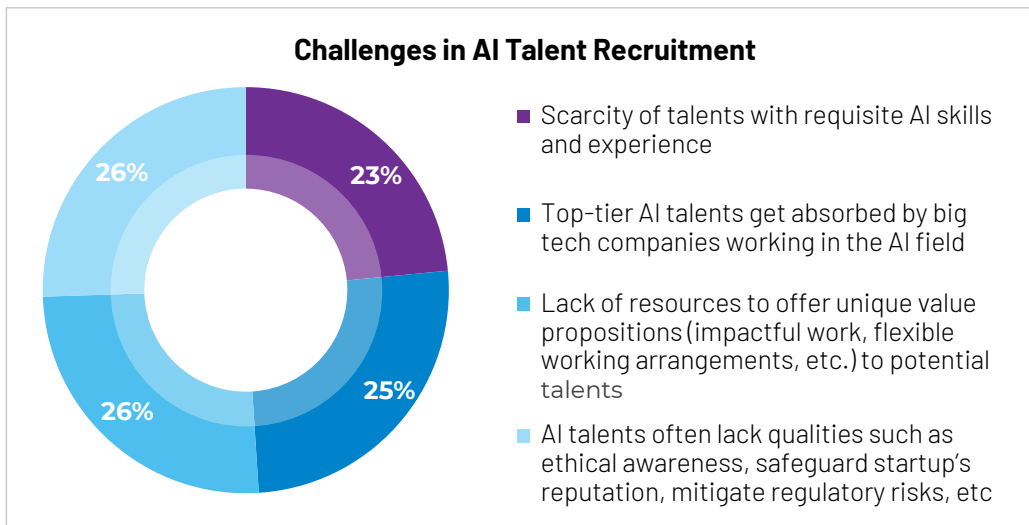 Challenges in AI Talent Recruitment
26%
23%
26%
25%
Scarcity of talents with requisite AI skills
and experience
Top-tier AI talents get absorbed by big
tech companies working in the AI field
Lack of resources to offer unique value
propositions (impactful work, flexible
working arrangements, etc.) to potential
talents
AI talents often lack qualities such as
ethical awareness, safeguard startup’s
reputation, mitigate regulatory risks, etc